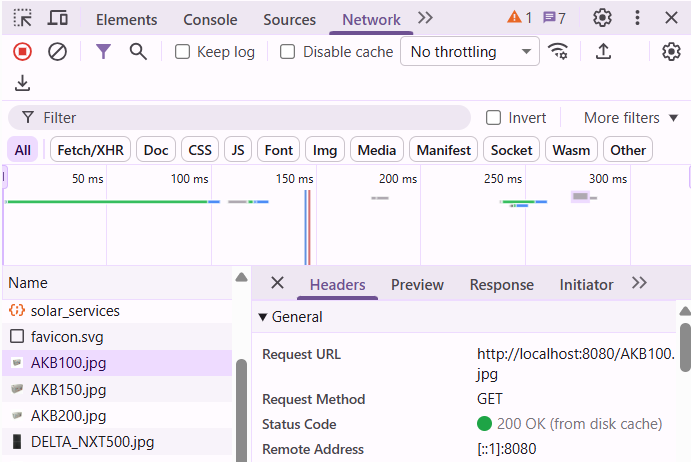 Elements Console Sources Network 1 7
Keep log Disable cache No throttling
Filter Invert More filters
All Fetch/XHR Doc CSS JS Font Img Media Manifest Socket Wasm Other
50 ms 100 ms 150 ms 200 ms 250 ms 300 ms
Name Headers Preview Response Initiator
solar_services General
favicon.svg
AKB100.jpg Request URL http://localhost:8080/AKB100.
jpg
AKB150.jpg Request Method GET
AKB200.jpg Status Code 200 OK (from disk cache)
DELTA_NXT500.jpg Remote Address [::1]:8080